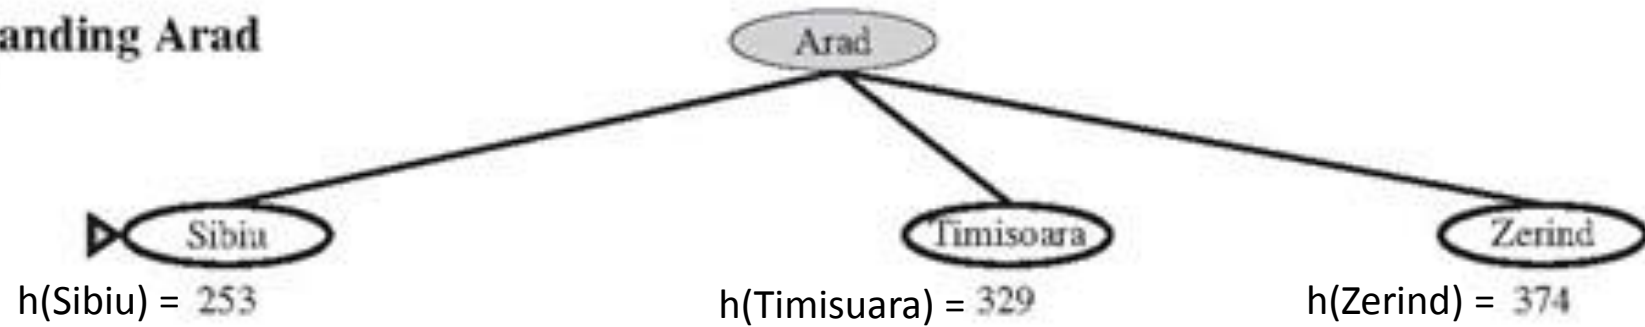 anding Arad
Arad
Sibiu
Timisoara
Zerind
h(Sibiu) = 253
h(Timisuara) = 329
h(Zerind) = 374